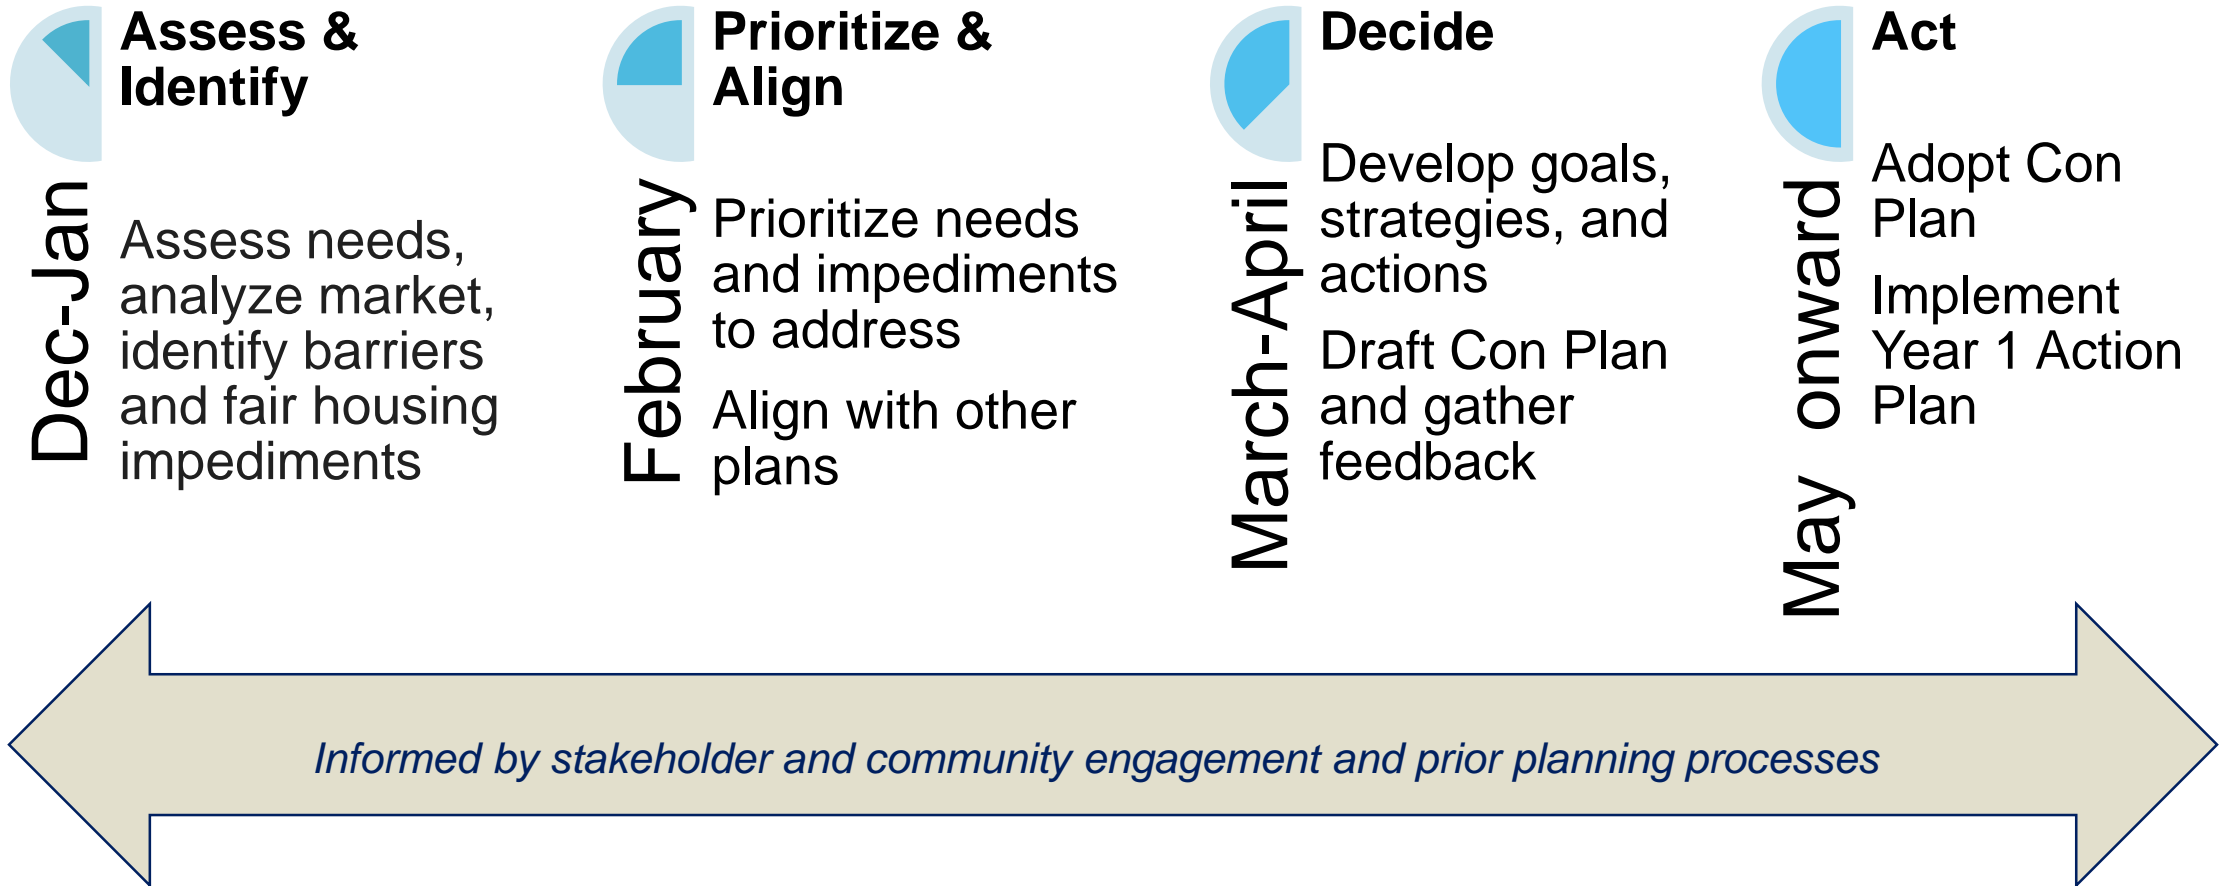 Assess &
Identify
Dec-Jan
Assess needs,
analyze market,
identify barriers
and fair housing
impediments
Prioritize &
Align
February
Prioritize needs
and impediments
to address
Align with other
plans
Decide
March-April
Develop goals,
strategies, and
actions
Draft Con Plan
and gather
feedback
Act
May onward
Adopt Con
Plan
Implement
Year 1 Action
Plan
Informed by stakeholder and community engagement and prior planning processes